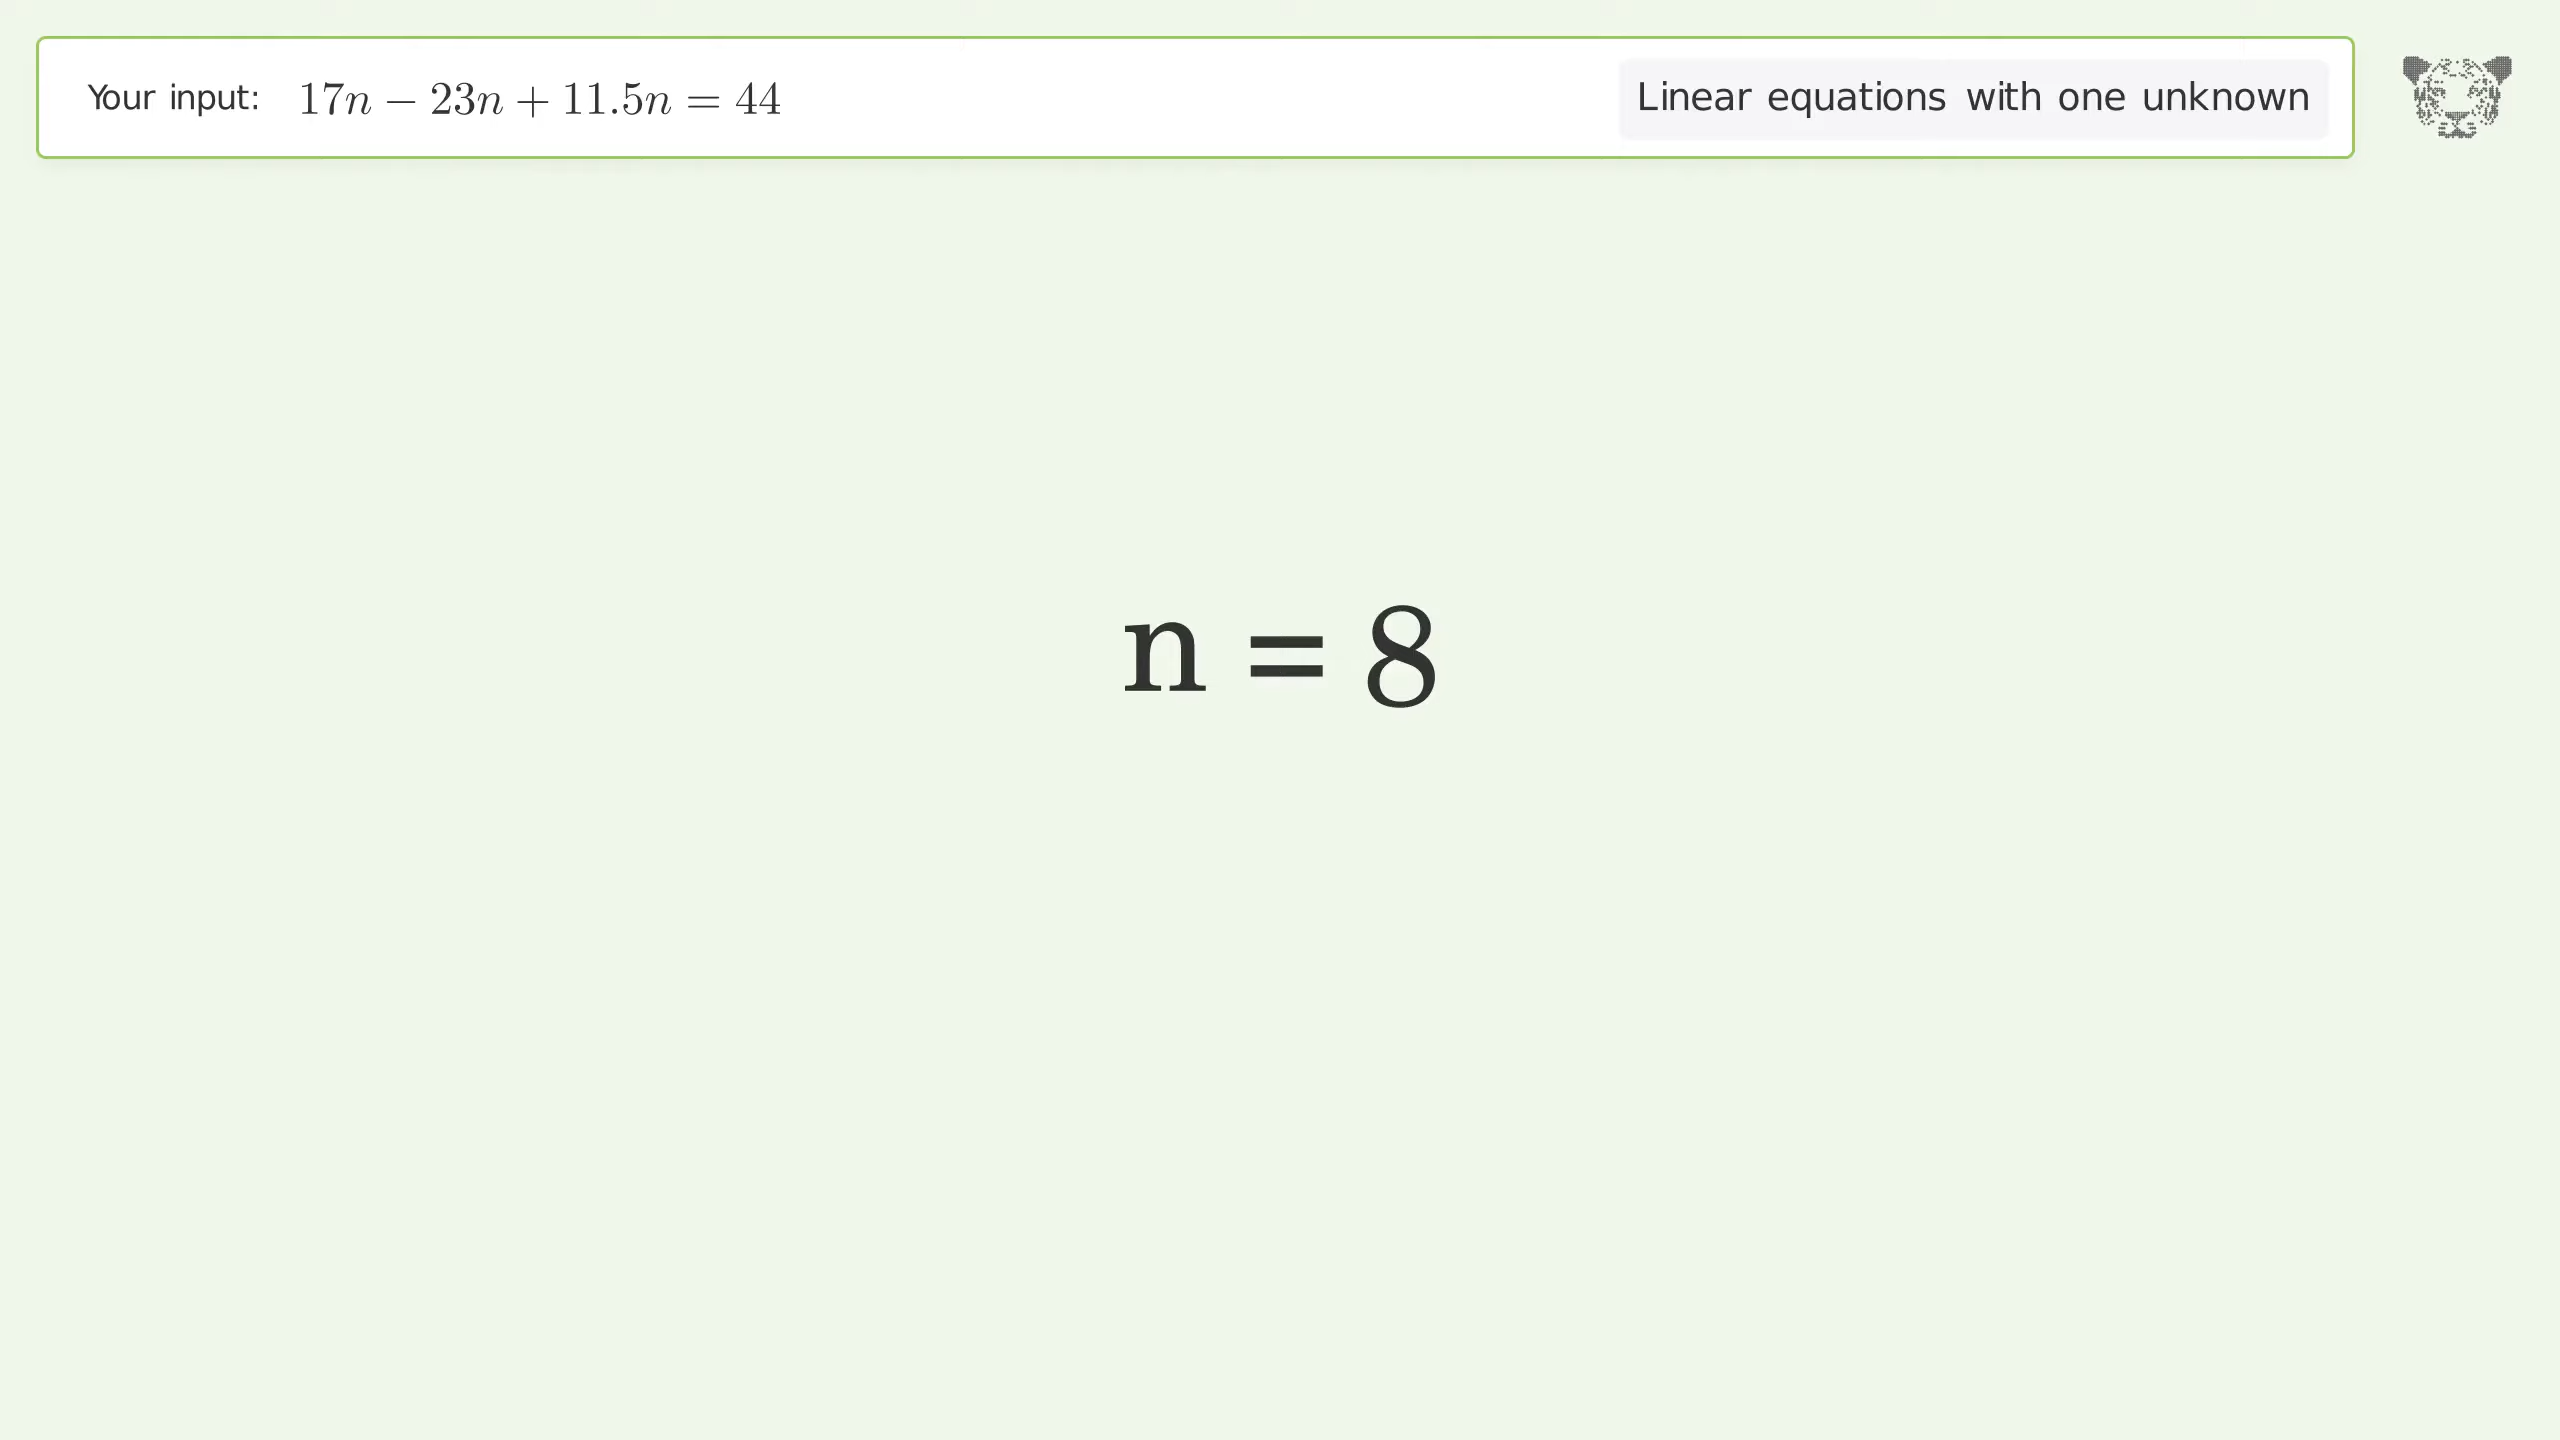 Your input: 17n − 23n + 11.5n = 44
Linear equations with one unknown
n = 8